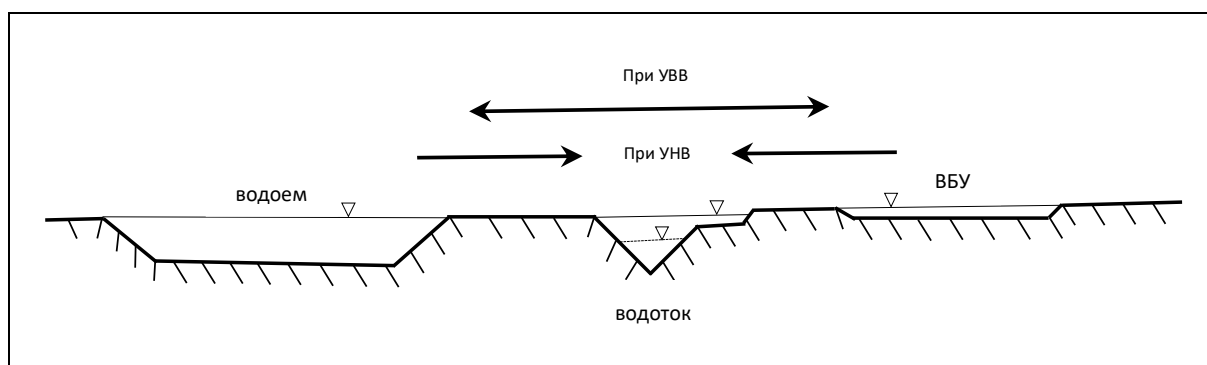 При УВВ
При УНВ
водоем
ВБУ
водоток